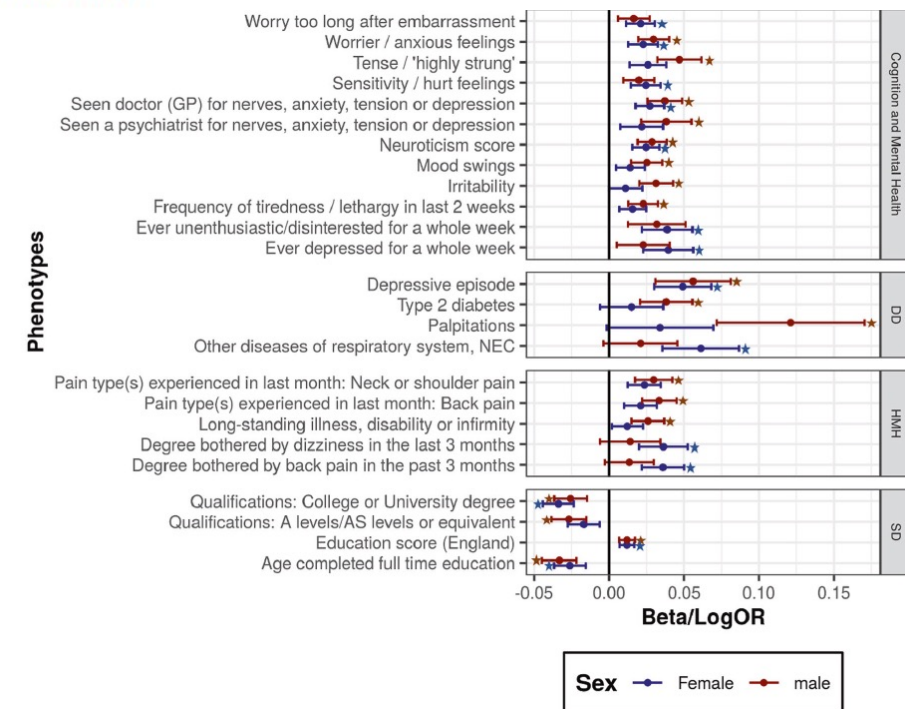 Worry too long after embarrassment
Worrier / anxious feelings
Tense / 'highly strung'
Sensitivity / hurt feelings
Seen doctor (GP) for nerves, anxiety, tension or depression
Seen a psychiatrist for nerves, anxiety, tension or depression
Neuroticism score
Mood swings
Irritability
Frequency of tiredness / lethargy in last 2 weeks
Ever unenthusiastic/disinterested for a whole week
Ever depressed for a whole week
Cognition and Mental Health
Phenotypes
Depressive episode
Type 2 diabetes
Palpitations
Other diseases of respiratory system, NEC
DD
Pain type(s) experienced in last month: Neck or shoulder pain
Pain type(s) experienced in last month: Back pain
Long-standing illness, disability or infirmity
Degree bothered by dizziness in the last 3 months
Degree bothered by back pain in the past 3 months
HMH
Qualifications: College or University degree
Qualifications: A levels/AS levels or equivalent
Education score (England)
Age completed full time education
SD
-0.05 0.00 0.05 0.10 0.15
Beta/LogOR
Sex Female male